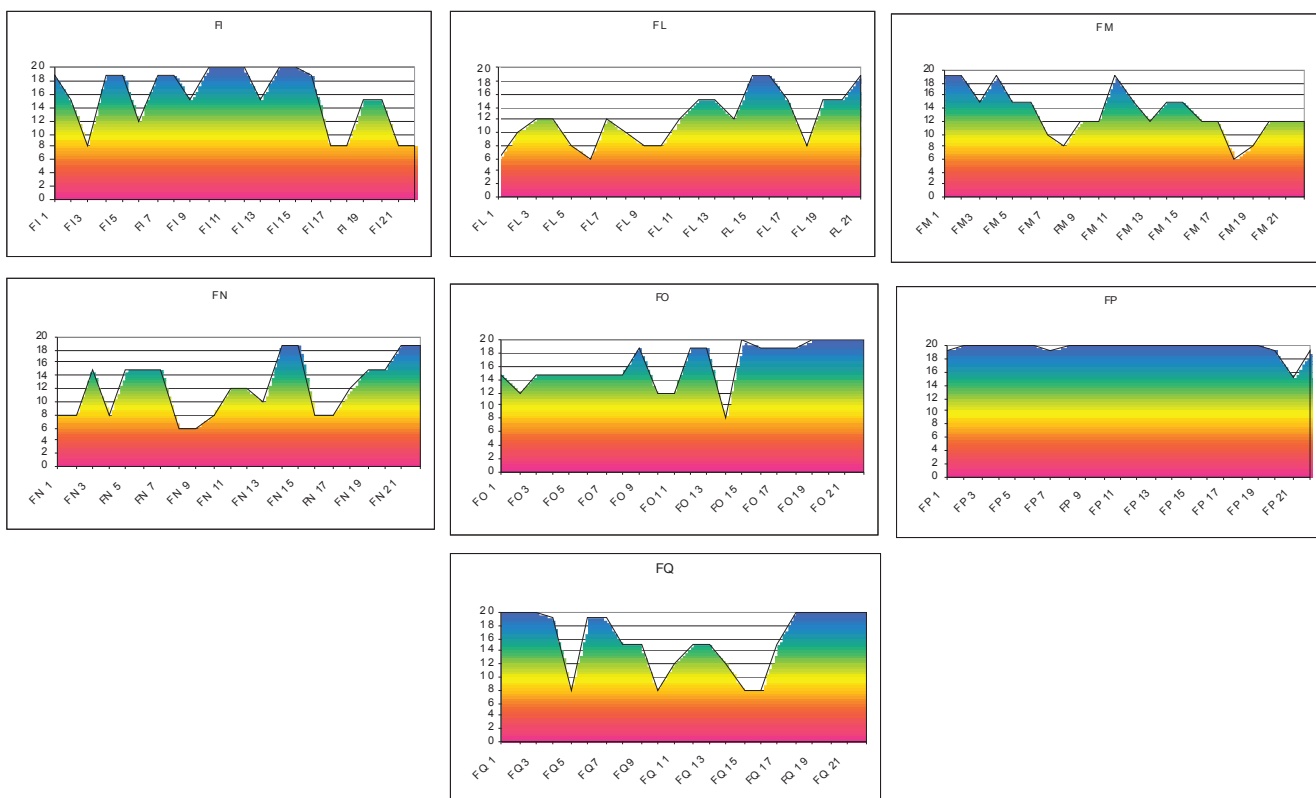 FI
20
18
16
14
12
10
8
6
4
2
0
FI 1
FI 3
FI 5
FI 7
FI 9
FI 11
FI 13
FI 15
FI 17
FI 19
FI 21
FL
20
18
16
14
12
10
8
6
4
2
0
FL 1
FL 3
FL 5
FL 7
FL 9
FL 11
FL 13
FL 15
FL 17
FL 19
FL 21
FM
20
18
16
14
12
10
8
6
4
2
0
FM 1
FM 3
FM 5
FM 7
FM 9
FM 11
FM 13
FM 15
FM 17
FM 19
FM 21
FN
20
18
16
14
12
10
8
6
4
2
0
FN 1
FN 3
FN 5
FN 7
FN 9
FN 11
FN 13
FN 15
FN 17
FN 19
FN 21
FO
20
18
16
14
12
10
8
6
4
2
0
FO 1
FO 3
FO 5
FO 7
FO 9
FO 11
FO 13
FO 15
FO 17
FO 19
FO 21
FP
20
18
16
14
12
10
8
6
4
2
0
FP 1
FP 3
FP 5
FP 7
FP 9
FP 11
FP 13
FP 15
FP 17
FP 19
FP 21
FQ
20
18
16
14
12
10
8
6
4
2
0
FQ 1
FQ 3
FQ 5
FQ 7
FQ 9
FQ 11
FQ 13
FQ 15
FQ 17
FQ 19
FQ 21